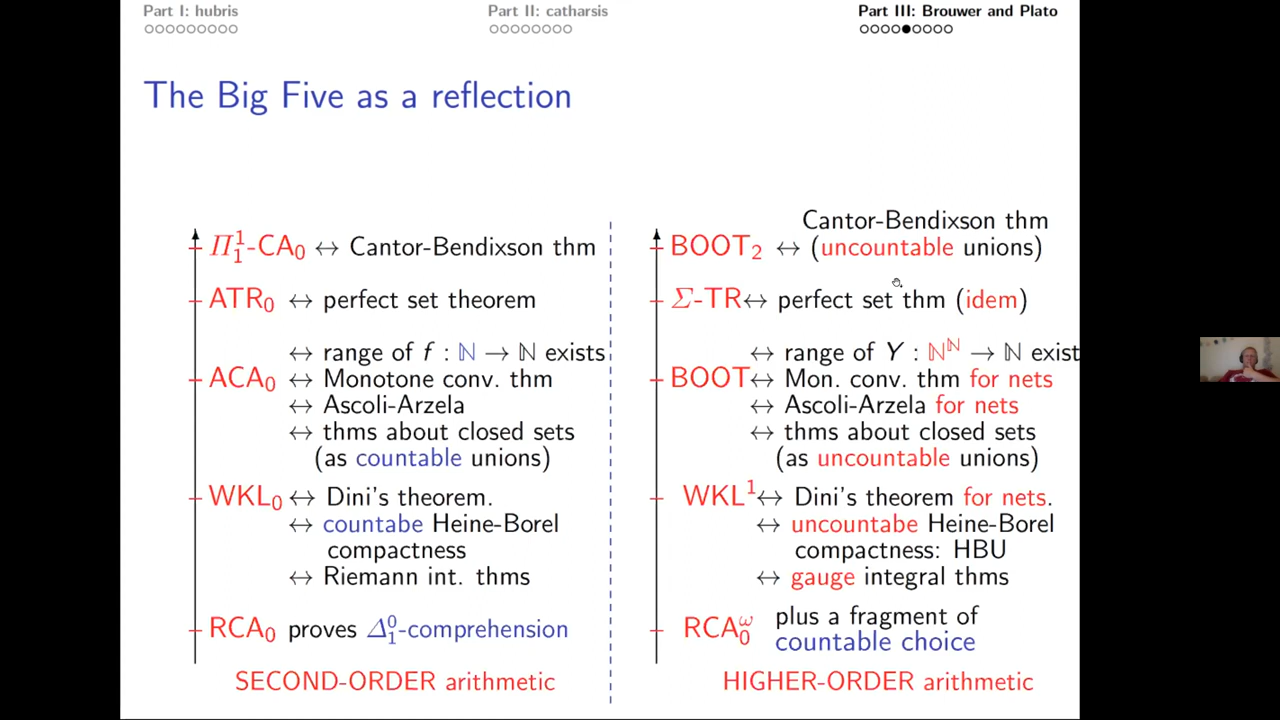 Part I: hubris
Part II: catharsis
Part III: Brouwer and Plato
The Big Five as a reflection
Π₁¹-CA₀ ↔ Cantor-Bendixson thm
ATR₀ ↔ perfect set theorem
↔ range of f : ℕ → ℕ exists
ACA₀ ↔ Monotone conv. thm
↔ Ascoli-Arzela
↔ thms about closed sets
(as countable unions)
WKL₀ ↔ Dini's theorem.
↔ countabe Heine-Borel
compactness
↔ Riemann int. thms
RCA₀ proves Δ₁⁰-comprehension
SECOND-ORDER arithmetic
Cantor-Bendixson thm
BOOT₂ ↔ (uncountable unions)
Σ-TR↔ perfect set thm (idem)
↔ range of Y : ℕ^ℕ → ℕ exist
BOOT↔ Mon. conv. thm for nets
↔ Ascoli-Arzela for nets
↔ thms about closed sets
(as uncountable unions)
WKL¹↔ Dini's theorem for nets.
↔ uncountabe Heine-Borel
compactness: HBU
↔ gauge integral thms
plus a fragment of
RCA₀^ω countable choice
HIGHER-ORDER arithmetic